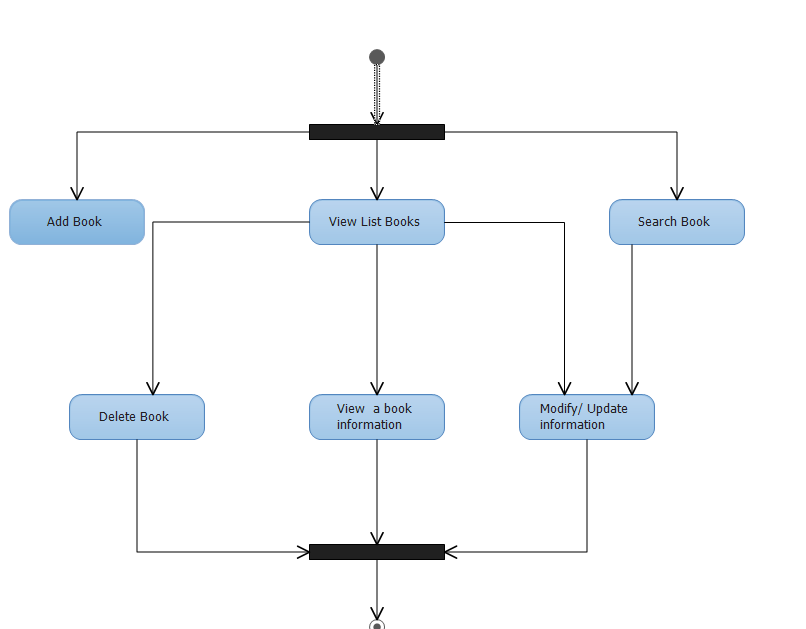 Add Book
View List Books
Search Book
Delete Book
View  a book
information
Modify/ Update
information